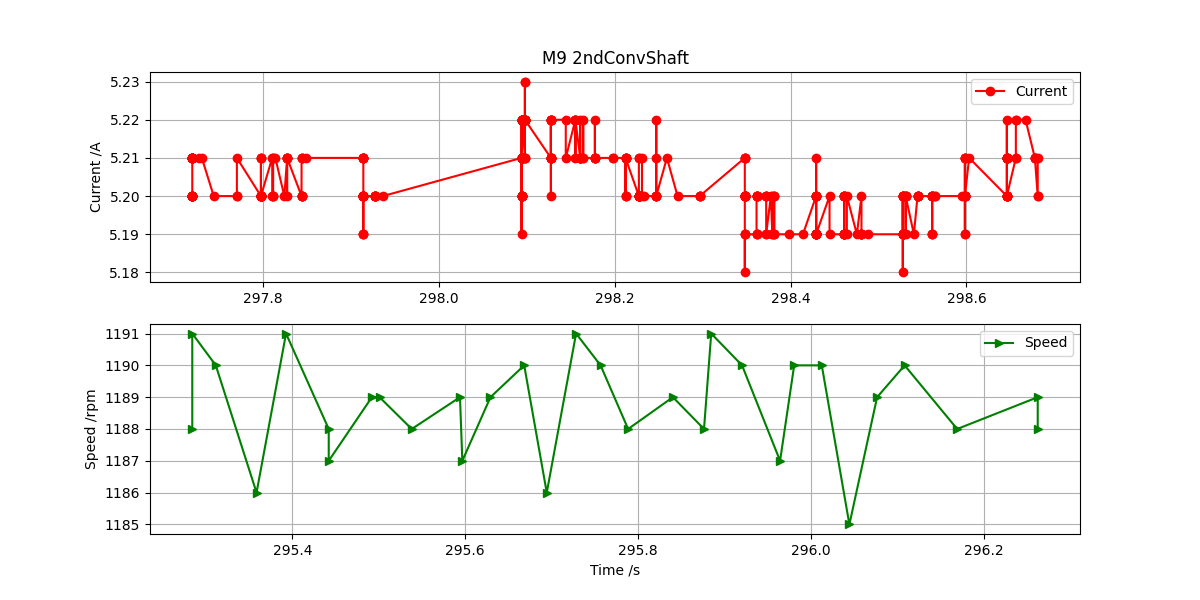 M9 2ndConvShaft
Current /A
5.23
5.22
5.21
5.20
5.19
5.18
Current
297.8 298.0 298.2 298.4 298.6
Speed /rpm
1191
1190
1189
1188
1187
1186
1185
Speed
295.4 295.6 295.8 296.0 296.2
Time /s